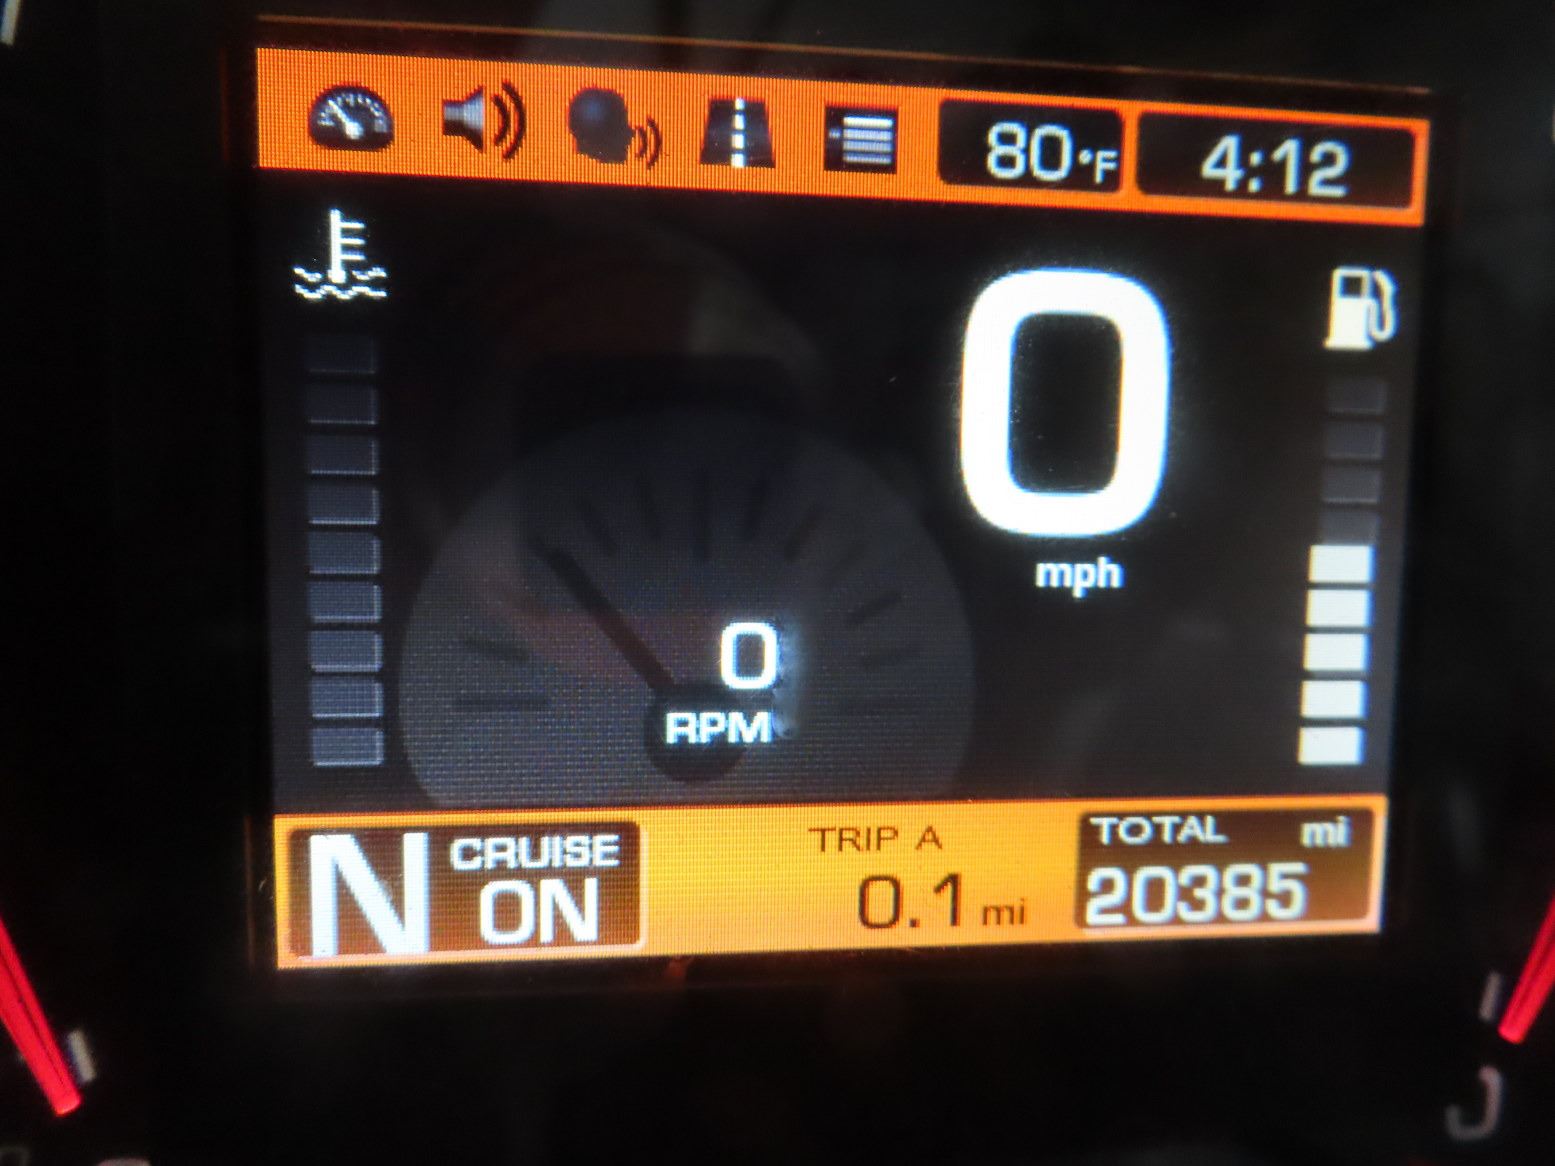 80°F 4:12
0
mph
0
RPM
N CRUISE ON
TRIP A
0.1 mi
TOTAL mi
20385